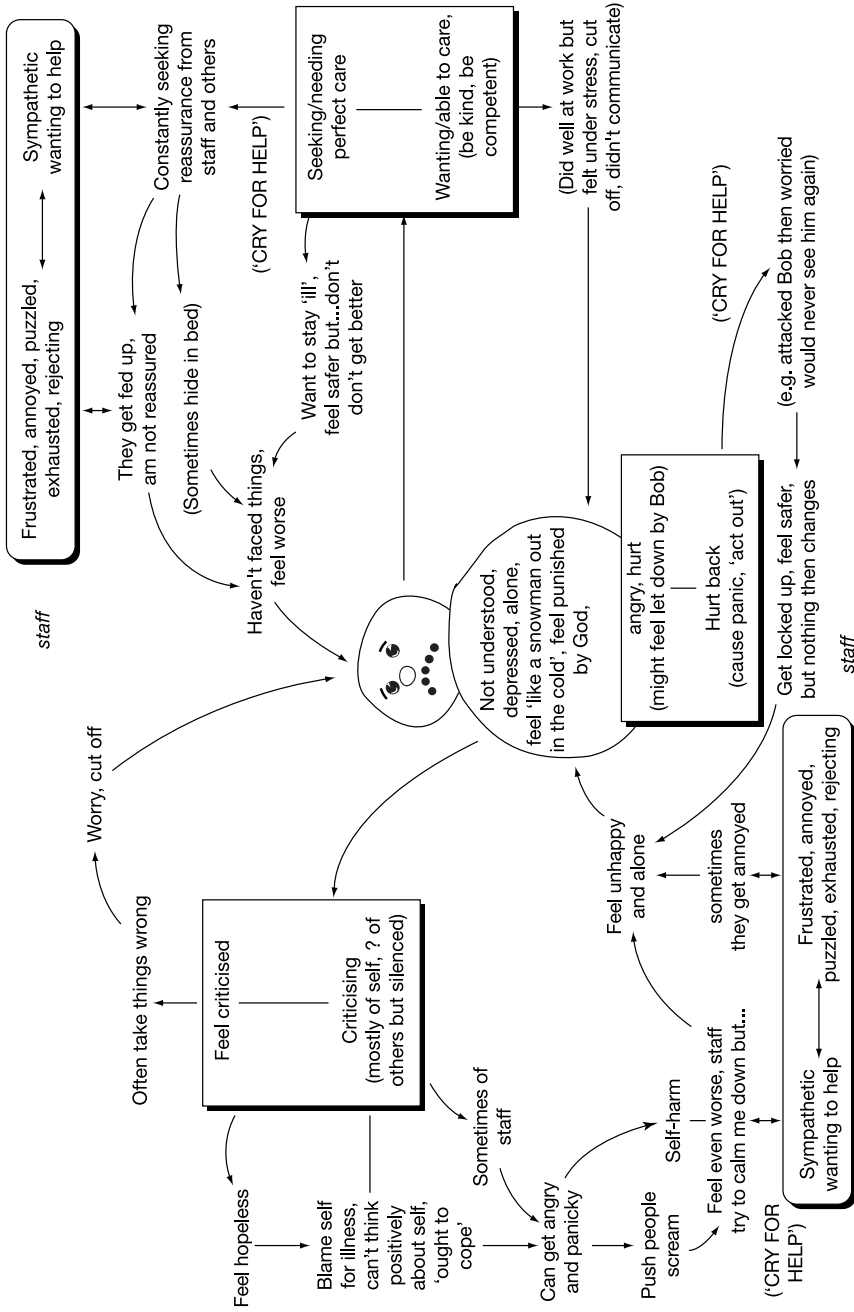 Sometimes of
staff
Feel hopeless
Blame self
for illness,
can't think
positively
about self,
'ought to
cope'
Can get angry
and panicky
Push people
scream
Self-harm
('CRY FOR
HELP')
Feel even worse, staff
try to calm me down but...
Sympathetic
wanting to help
Frustrated, annoyed,
puzzled, exhausted, rejecting
staff
sometimes
they get annoyed
Feel unhappy
and alone
Often take things wrong
Worry, cut off
Feel criticised
Criticising
(mostly of self, ? of
others but silenced)
Not understood,
depressed, alone,
feel 'like a snowman out
in the cold', feel punished
by God,
angry, hurt
(might feel let down by Bob)
Hurt back
(cause panic, 'act out')
Get locked up, feel safer,
but nothing then changes
(e.g. attacked Bob then worried
would never see him again)
('CRY FOR HELP')
staff
Frustrated, annoyed, puzzled,
exhausted, rejecting
Sympathetic
wanting to help
They get fed up,
am not reassured
(Sometimes hide in bed)
Haven't faced things,
feel worse
Constantly seeking
reassurance from
staff and others
('CRY FOR HELP')
Want to stay 'ill',
feel safer but...don't
don't get better
Seeking/needing
perfect care
Wanting/able to care,
(be kind, be
competent)
(Did well at work but
felt under stress, cut
off, didn't communicate)